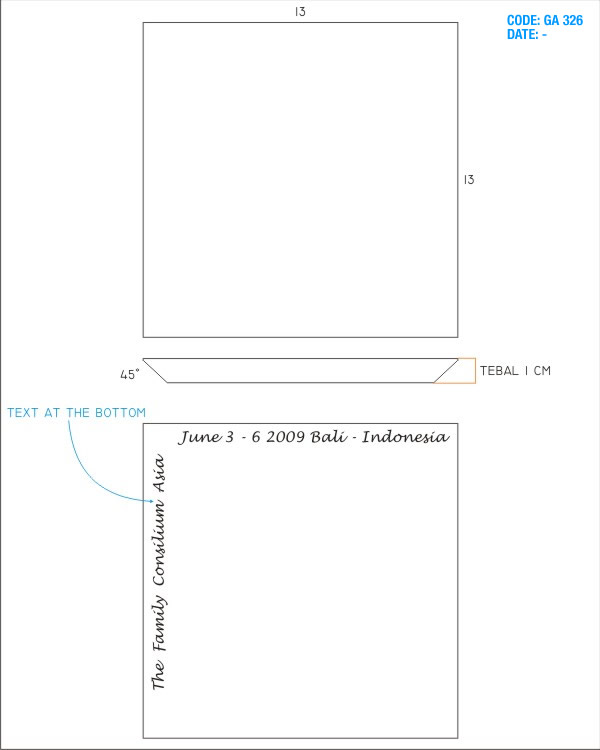 13
CODE: GA 326
DATE: -
13
45°
TEBAL 1 CM
TEXT AT THE BOTTOM
June 3 - 6 2009 Bali - Indonesia
The Family Consilium Asia